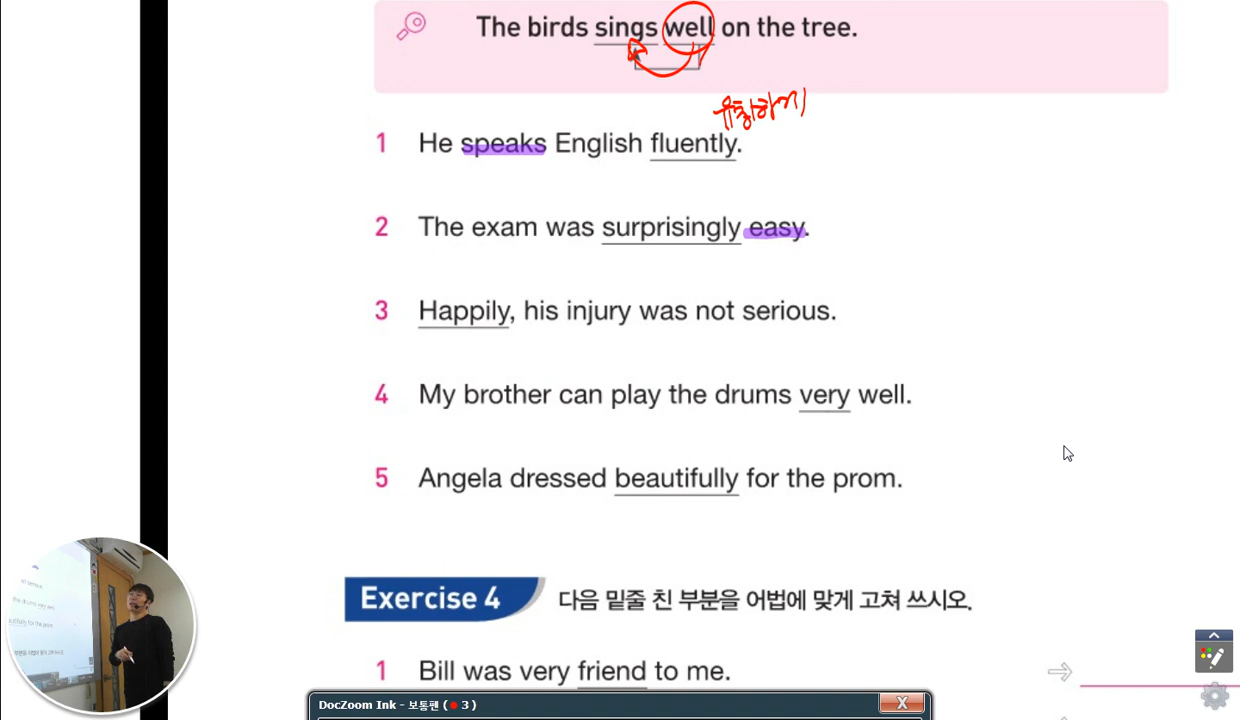 The birds sings well on the tree.
유창하게
1 He speaks English fluently.
2 The exam was surprisingly easy.
3 Happily, his injury was not serious.
4 My brother can play the drums very well.
5 Angela dressed beautifully for the prom.
Exercise 4 다음 밑줄 친 부분을 어법에 맞게 고쳐 쓰시오.
1 Bill was very friend to me. ⇨
DocZoom Ink - 보통펜 ( ● 3 ) X